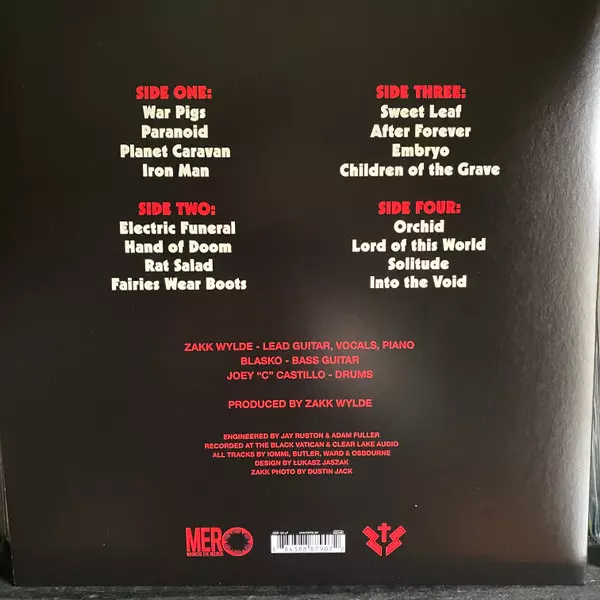 SIDE ONE:
War Pigs
Paranoid
Planet Caravan
Iron Man
SIDE TWO:
Electric Funeral
Hand of Doom
Rat Salad
Fairies Wear Boots
SIDE THREE:
Sweet Leaf
After Forever
Embryo
Children of the Grave
SIDE FOUR:
Orchid
Lord of this World
Solitude
Into the Void
ZAKK WYLDE - LEAD GUITAR, VOCALS, PIANO
BLASKO - BASS GUITAR
JOEY "C" CASTILLO - DRUMS
PRODUCED BY ZAKK WYLDE
ENGINEERED BY JAY RUSTON & ADAM FULLER
RECORDED AT THE BLACK VATICAN & CLEAR LAKE AUDIO
ALL TRACKS BY IOMMI, BUTLER, WARD & OSBOURNE
DESIGN BY ŁUKASZ JASZAK
ZAKK PHOTO BY DUSTIN JACK
MER